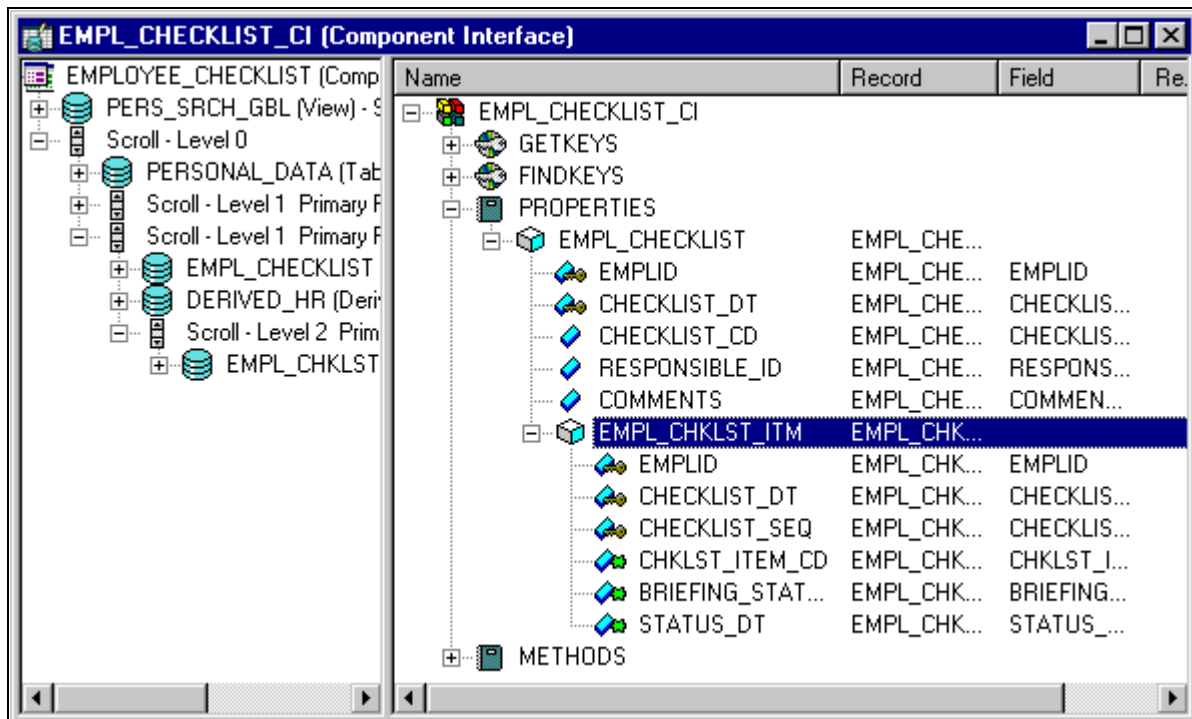 EMPL_CHECKLIST_CI (Component Interface)
EMPLOYEE_CHECKLIST (Comp
PERS_SRCH_GBL (View) - S
Scroll - Level 0
PERSONAL_DATA (Tab
Scroll - Level 1 Primary F
Scroll - Level 1 Primary F
EMPL_CHECKLIST
DERIVED_HR (Deri
Scroll - Level 2 Prim
EMPL_CHKLST
Name Record Field Re.
EMPL_CHECKLIST_CI
GETKEYS
FINDKEYS
PROPERTIES
EMPL_CHECKLIST EMPL_CHE...
EMPLID EMPL_CHE... EMPLID
CHECKLIST_DT EMPL_CHE... CHECKLIS...
CHECKLIST_CD EMPL_CHE... CHECKLIS...
RESPONSIBLE_ID EMPL_CHE... RESPONS...
COMMENTS EMPL_CHE... COMMEN...
EMPL_CHKLST_ITM EMPL_CHK...
EMPLID EMPL_CHK... EMPLID
CHECKLIST_DT EMPL_CHK... CHECKLIS...
CHECKLIST_SEQ EMPL_CHK... CHECKLIS...
CHKLST_ITEM_CD EMPL_CHK... CHKLST_I...
BRIEFING_STAT... EMPL_CHK... BRIEFING...
STATUS_DT EMPL_CHK... STATUS_...
METHODS